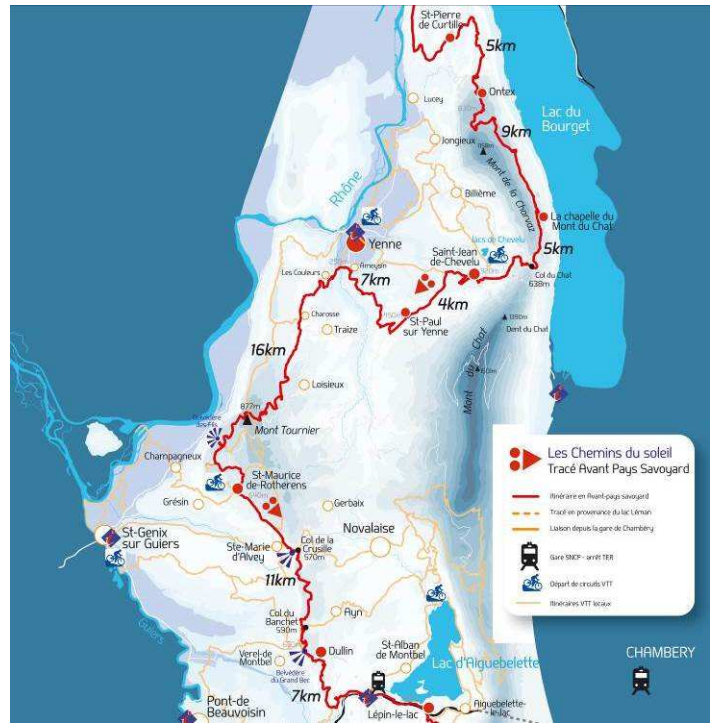 St-Pierre
de Curtille
5km
Ontex
Lucey
Lac du
Bourget
9km
Jongieux
Mont de la Charvaz
Rhône
Billième
La chapelle du
Mont du Chat
Yenne
lacs de Chevelu
5km
Saint-Jean
de-Chevelu
Ameysin
Les Couleurs
7km
Col du Chat
638m
4km
Charosse
St-Paul
sur Yenne
Traize
Dent du Chat
16km
Mont du Chat
Loisieux
877m
Mont Tournier
Les Chemins du soleil
Tracé Avant Pays Savoyard
Champagneux
St-Maurice
de-Rotherens
Itinéraire en Avant-pays savoyard
Grésin
Gerbaix
Tracé en provenance du lac Léman
Liaison depuis la gare de Chambéry
St-Genix
sur Guiers
Novalaise
Ste-Marie
d'Alvey
Col de la
Crusille
570m
Gare SNCF - arrêt TER
11km
Départ de circuits VTT
Itinéraires VTT locaux
Guiers
Col du
Banchet
590m
Ayn
Verel-de
Montbel
Dullin
St-Alban
de Montbel
Lac d'Aiguebelette
CHAMBERY
Belvédère
du Grand Bec
7km
Pont-de
Beauvoisin
Lépin-le-lac
Aiguebelette
-le-lac